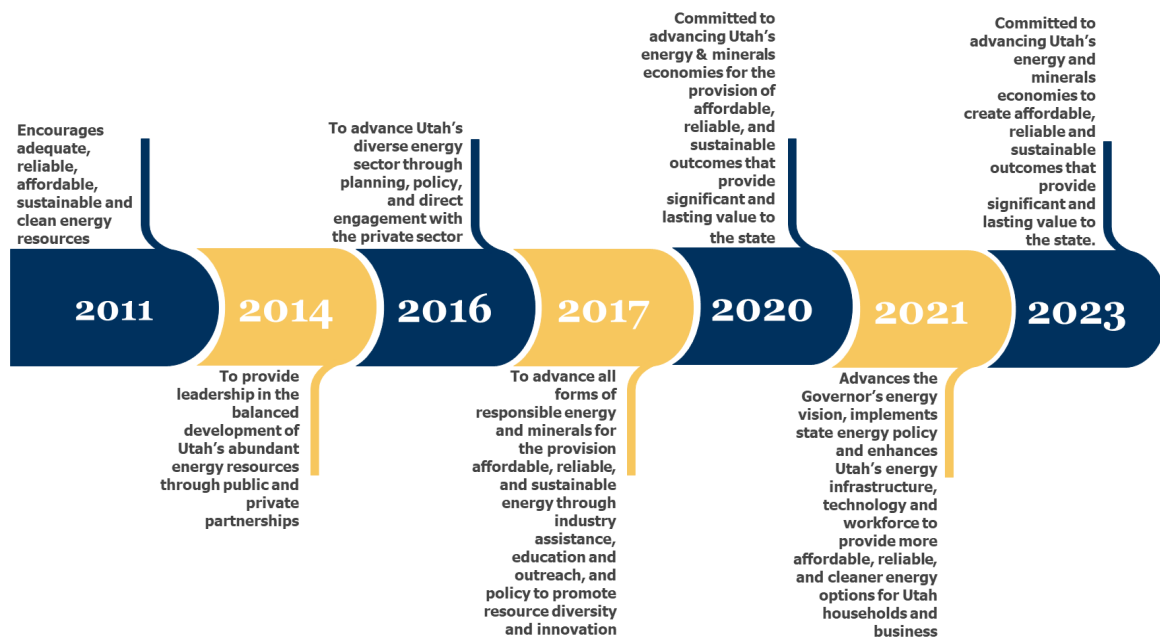 Encourages
adequate,
reliable,
affordable,
sustainable and
clean energy
resources
2011
2014
To provide
leadership in the
balanced
development of
Utah's abundant
energy resources
through public and
private
partnerships
To advance Utah's
diverse energy
sector through
planning, policy,
and direct
engagement with
the private sector
2016
2017
To advance all
forms of
responsible energy
and minerals for
the provision
affordable, reliable,
and sustainable
energy through
industry
assistance,
education and
outreach, and
policy to promote
resource diversity
and innovation
Committed to
advancing Utah's
energy & minerals
economies for the
provision of
affordable,
reliable, and
sustainable
outcomes that
provide
significant and
lasting value to
the state
2020
2021
Advances the
Governor's energy
vision, implements
state energy policy
and enhances
Utah's energy
infrastructure,
technology and
workforce to
provide more
affordable, reliable,
and cleaner energy
options for Utah
households and
business
Committed to
advancing Utah's
energy and
minerals
economies to
create affordable,
reliable and
sustainable
outcomes that
provide
significant and
lasting value to
the state.
2023